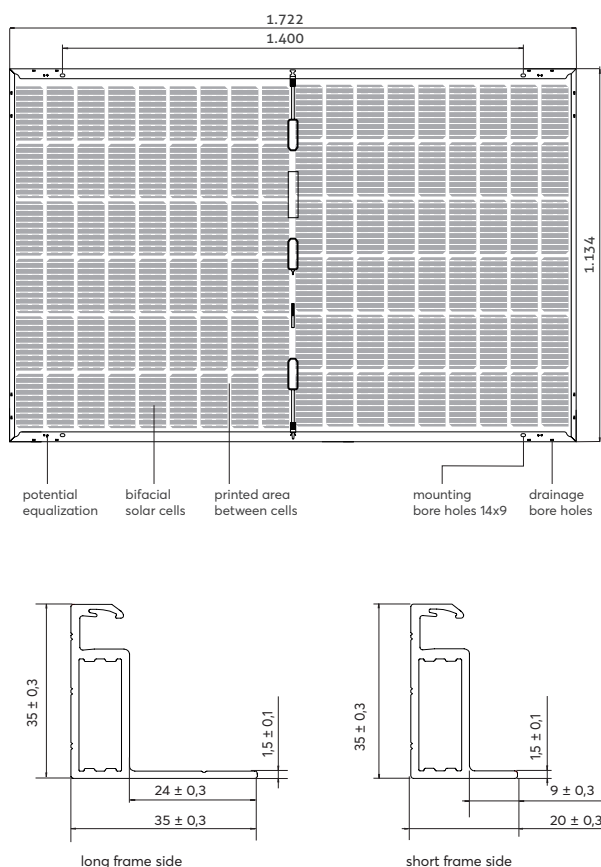 1.722
1.400
1.134
potential
equalization
bifacial
solar cells
printed area
between cells
mounting
bore holes 14x9
drainage
bore holes
35 ± 0,3
1,5 ± 0,1
24 ± 0,3
35 ± 0,3
long frame side
35 ± 0,3
1,5 ± 0,1
9 ± 0,3
20 ± 0,3
short frame side